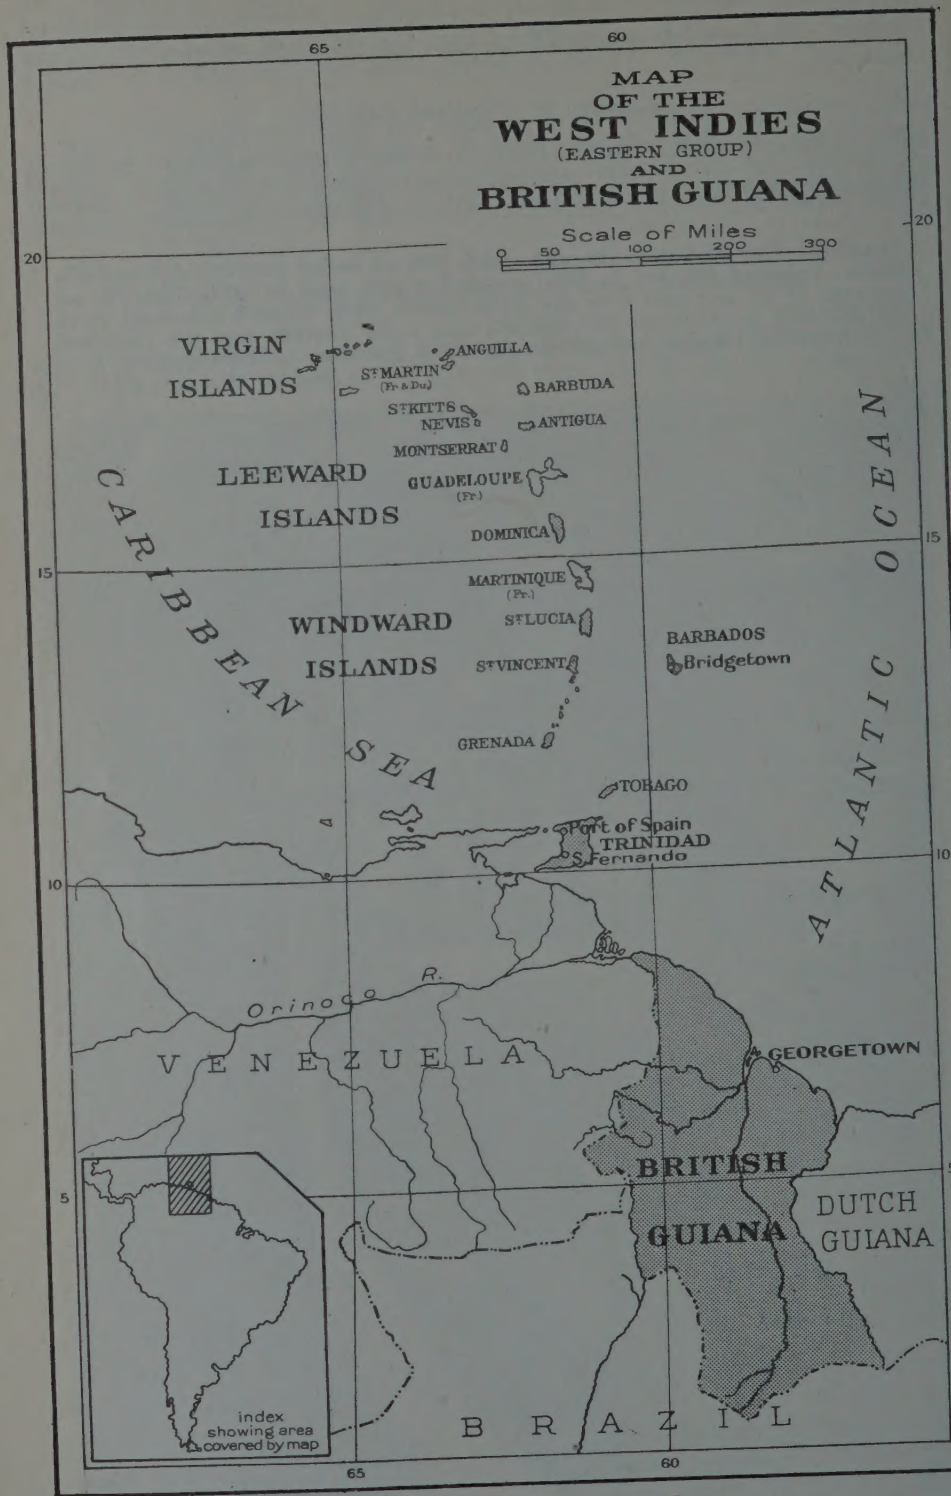 65
60
MAP
OF THE
WEST INDIES
(EASTERN GROUP)
AND
BRITISH GUIANA
Scale of Miles
0 50 100 200 300
20
20
VIRGIN
ISLANDS
ANGUILLA
ST MARTIN
(Fr & Du.)
BARBUDA
ST KITTS
NEVIS
ANTIGUA
MONTSERRAT
LEEWARD
ISLANDS
GUADELOUPE
(Fr.)
DOMINICA
CARIBBEAN SEA
ATLANTIC OCEAN
15
15
MARTINIQUE
(Fr.)
WINDWARD
ISLANDS
ST LUCIA
BARBADOS
Bridgetown
ST VINCENT
GRENADA
TOBAGO
Port of Spain
TRINIDAD
S. Fernando
10
10
Orinoco R.
VENEZUELA
GEORGETOWN
BRITISH
GUIANA
DUTCH
GUIANA
5
BRAZIL
index
showing area
covered by map
65
60